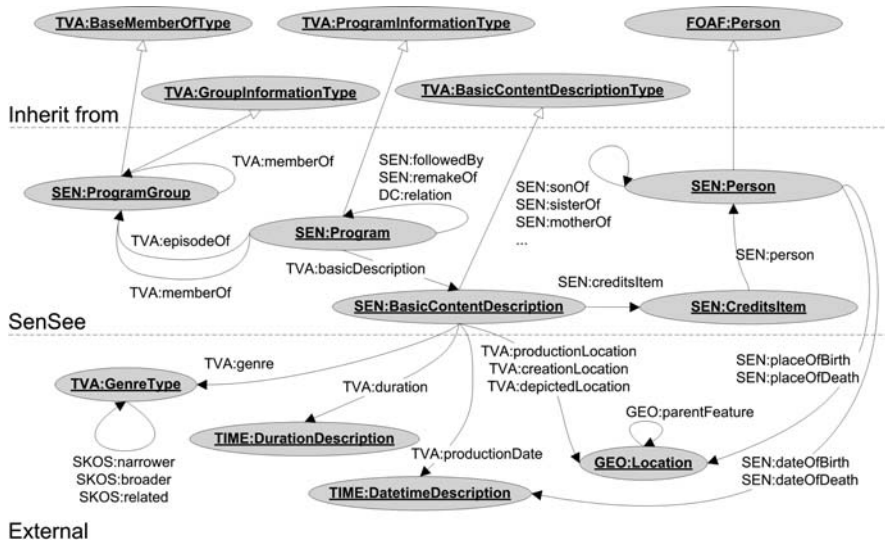 TVA:BaseMemberOfType
TVA:ProgramInformationType
FOAF:Person
TVA:GroupInformationType
TVA:BasicContentDescriptionType
Inherit from
TVA:memberOf
SEN:followedBy
SEN:remakeOf
DC:relation
SEN:ProgramGroup
SEN:Person
SEN:sonOf
SEN:sisterOf
SEN:motherOf
...
SEN:Program
TVA:episodeOf
SEN:person
TVA:basicDescription
TVA:memberOf
SEN:creditsItem
SEN:BasicContentDescription
SEN:CreditsItem
SenSee
TVA:genre
TVA:productionLocation
TVA:creationLocation
TVA:depictedLocation
SEN:placeOfBirth
SEN:placeOfDeath
TVA:GenreType
TVA:duration
GEO:parentFeature
TIME:DurationDescription
SKOS:narrower
SKOS:broader
SKOS:related
TVA:productionDate
GEO:Location
SEN:dateOfBirth
SEN:dateOfDeath
TIME:DatetimeDescription
External